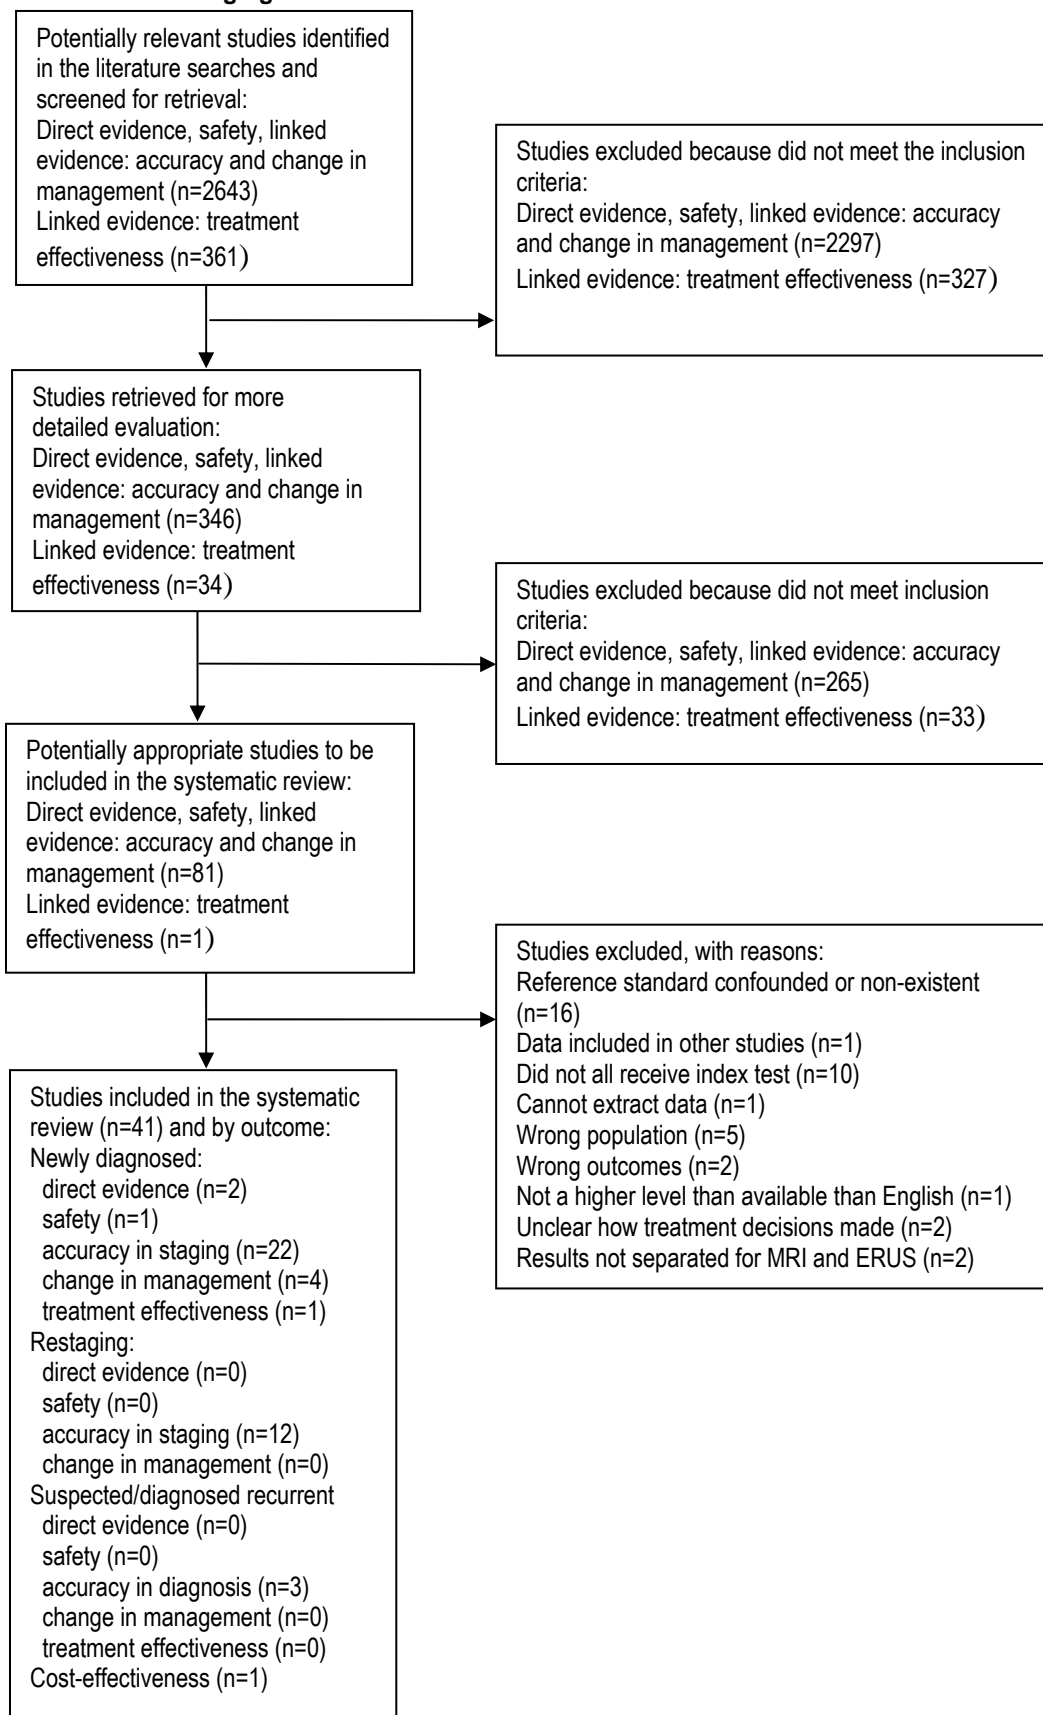 Potentially relevant studies identified
in the literature searches and
screened for retrieval:
Direct evidence, safety, linked
evidence: accuracy and change in
management (n=2643)
Linked evidence: treatment
effectiveness (n=361)
Studies excluded because did not meet the inclusion
criteria:
Direct evidence, safety, linked evidence: accuracy
and change in management (n=2297)
Linked evidence: treatment effectiveness (n=327)
Studies retrieved for more
detailed evaluation:
Direct evidence, safety, linked
evidence: accuracy and change in
management (n=346)
Linked evidence: treatment
effectiveness (n=34)
Studies excluded because did not meet inclusion
criteria:
Direct evidence, safety, linked evidence: accuracy
and change in management (n=265)
Linked evidence: treatment effectiveness (n=33)
Potentially appropriate studies to be
included in the systematic review:
Direct evidence, safety, linked
evidence: accuracy and change in
management (n=81)
Linked evidence: treatment
effectiveness (n=1)
Studies excluded, with reasons:
Reference standard confounded or non-existent
(n=16)
Data included in other studies (n=1)
Did not all receive index test (n=10)
Cannot extract data (n=1)
Wrong population (n=5)
Wrong outcomes (n=2)
Not a higher level than available than English (n=1)
Unclear how treatment decisions made (n=2)
Results not separated for MRI and ERUS (n=2)
Studies included in the systematic
review (n=41) and by outcome:
Newly diagnosed:
direct evidence (n=2)
safety (n=1)
accuracy in staging (n=22)
change in management (n=4)
treatment effectiveness (n=1)
Restaging:
direct evidence (n=0)
safety (n=0)
accuracy in staging (n=12)
change in management (n=0)
Suspected/diagnosed recurrent
direct evidence (n=0)
safety (n=0)
accuracy in diagnosis (n=3)
change in management (n=0)
treatment effectiveness (n=0)
Cost-effectiveness (n=1)